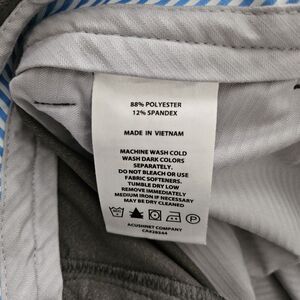 88% POLYESTER
12% SPANDEX
MADE IN VIETNAM
MACHINE WASH COLD
WASH DARK COLORS
SEPARATELY.
DO NOT BLEACH OR USE
FABRIC SOFTENERS.
TUMBLE DRY LOW
REMOVE IMMEDIATELY
MEDIUM IRON IF NECESSARY
MAY BE DRY CLEANED
ACUSHNET COMPANY